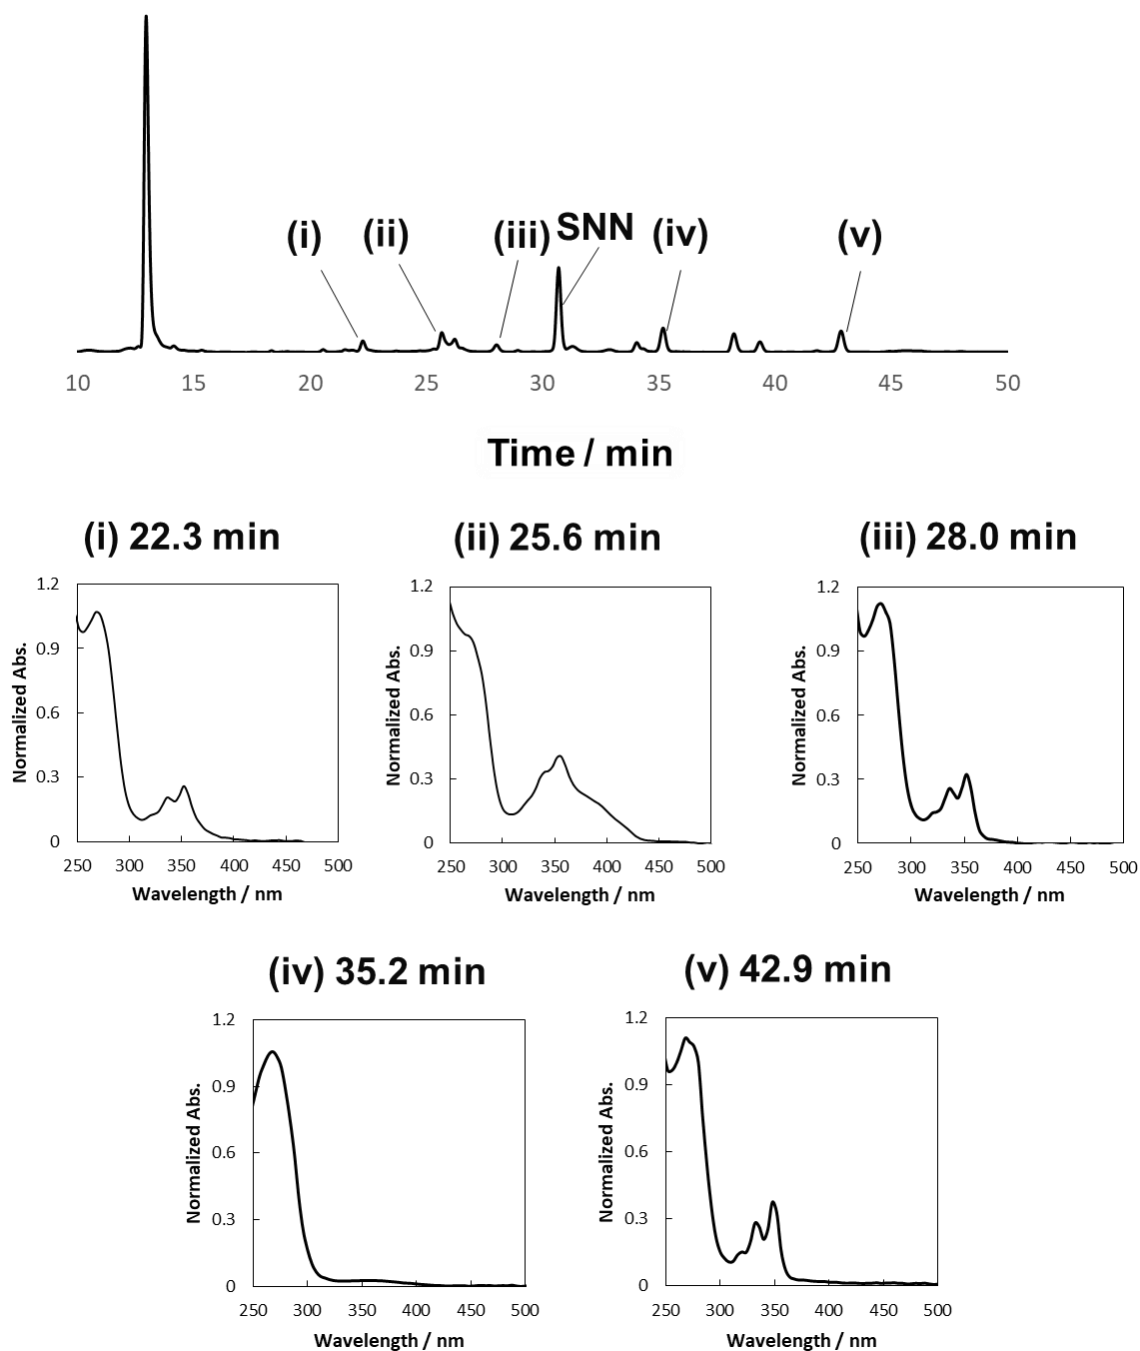 (i)
(ii)
(iii)
SNN
(iv)
(v)
10 15 20 25 30 35 40 45 50
Time / min
(i) 22.3 min
(ii) 25.6 min
(iii) 28.0 min
1.2
0.9
0.6
0.3
0
Normalized Abs.
250 300 350 400 450 500
Wavelength / nm
1.2
0.9
0.6
0.3
0
Normalized Abs.
250 300 350 400 450 500
Wavelength / nm
1.2
0.9
0.6
0.3
0
Normalized Abs.
250 300 350 400 450 500
Wavelength / nm
(iv) 35.2 min
(v) 42.9 min
1.2
0.9
0.6
0.3
0
Normalized Abs.
250 300 350 400 450 500
Wavelength / nm
1.2
0.9
0.6
0.3
0
Normalized Abs.
250 300 350 400 450 500
Wavelength / nm